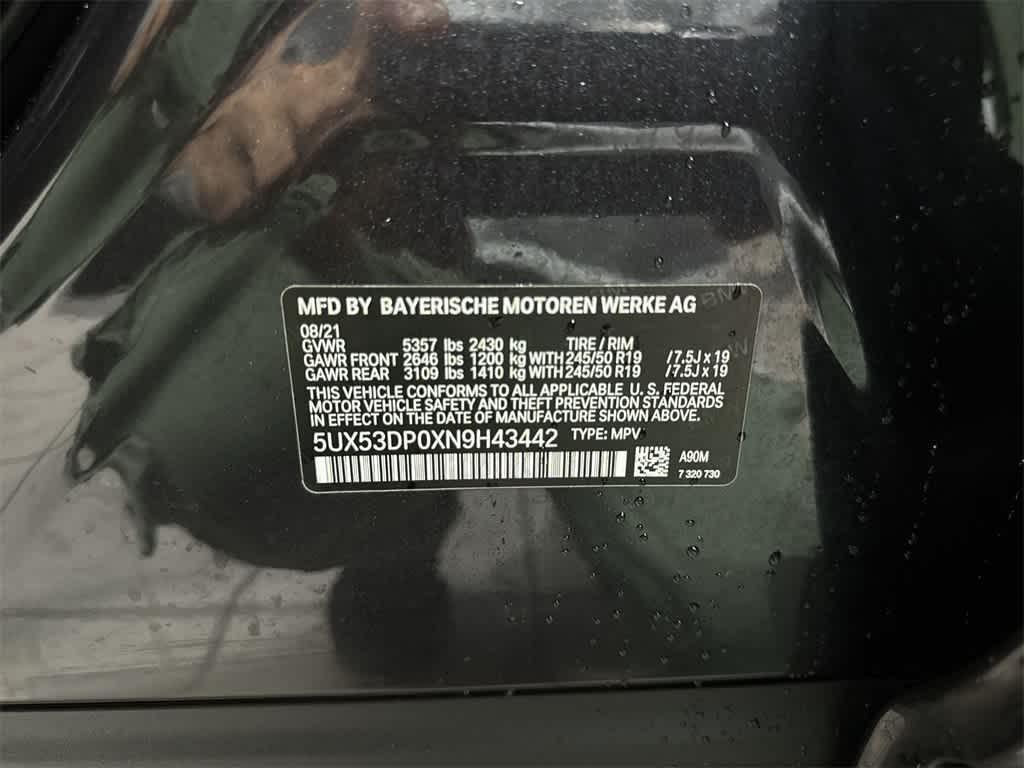 MFD BY BAYERISCHE MOTOREN WERKE AG
08/21
GVWR 5357 lbs 2430 kg TIRE / RIM
GAWR FRONT 2646 lbs 1200 kg WITH 245/50 R19 / 7.5J x 19
GAWR REAR 3109 lbs 1410 kg WITH 245/50 R19 / 7.5J x 19
THIS VEHICLE CONFORMS TO ALL APPLICABLE U. S. FEDERAL
MOTOR VEHICLE SAFETY AND THEFT PREVENTION STANDARDS
IN EFFECT ON THE DATE OF MANUFACTURE SHOWN ABOVE.
5UX53DP0XN9H43442 TYPE: MPV
A90M
7 320 730